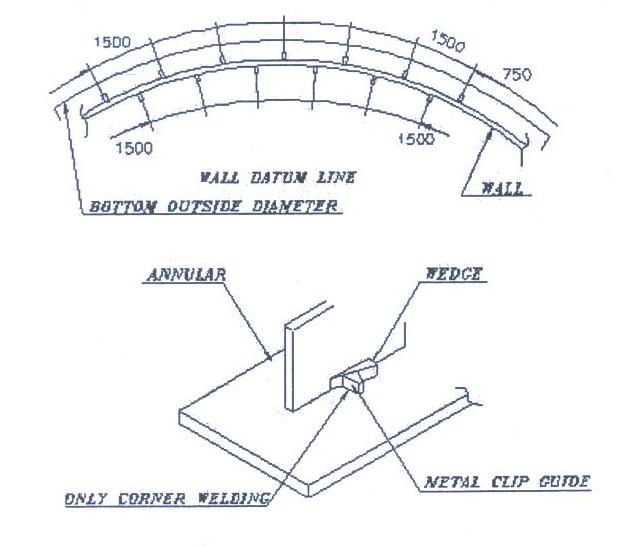 1500
1500
750
1500
1500
WALL DATUM LINE
WALL
BOTTOM OUTSIDE DIAMETER
ANNULAR
WEDGE
METAL CLIP GUIDE
ONLY CORNER WELDING